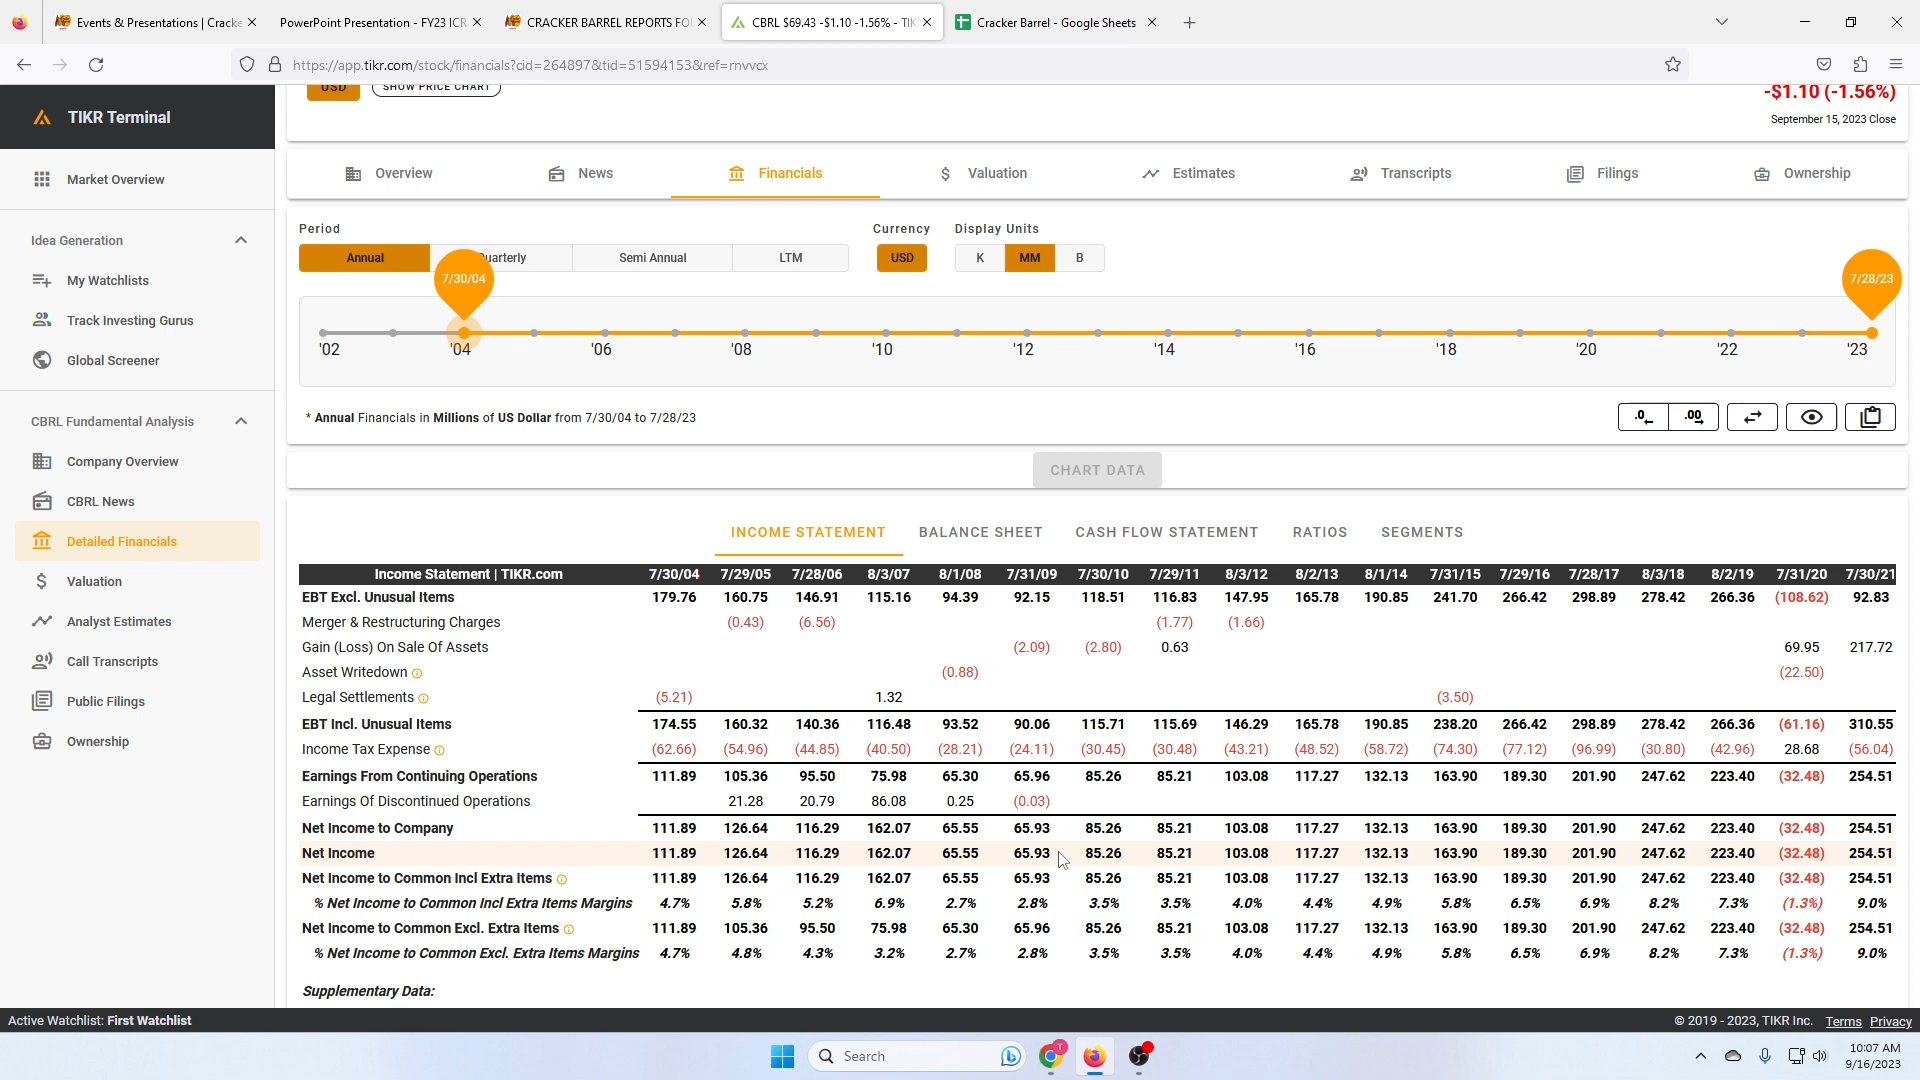 Events & Presentations | Cracke
PowerPoint Presentation - FY23 ICR
CRACKER BARREL REPORTS FOU
CBRL $69.43 -$1.10 -1.56% - TIK
Cracker Barrel - Google Sheets
https://app.tikr.com/stock/financials?cid=264897&tid=51594153&ref=rnvvcx
TIKR Terminal
USD SHOW PRICE CHART
-$1.10 (-1.56%)
September 15, 2023 Close
Market Overview
Idea Generation
My Watchlists
Track Investing Gurus
Global Screener
CBRL Fundamental Analysis
Company Overview
CBRL News
Detailed Financials
Valuation
Analyst Estimates
Call Transcripts
Public Filings
Ownership
Overview News Financials Valuation Estimates Transcripts Filings Ownership
Period Currency Display Units
Annual Quarterly Semi Annual LTM USD K MM B
7/30/04 7/28/23
'02 '04 '06 '08 '10 '12 '14 '16 '18 '20 '22 '23
* Annual Financials in Millions of US Dollar from 7/30/04 to 7/28/23
.0 .00
CHART DATA
INCOME STATEMENT BALANCE SHEET CASH FLOW STATEMENT RATIOS SEGMENTS
Income Statement | TIKR.com 7/30/04 7/29/05 7/28/06 8/3/07 8/1/08 7/31/09 7/30/10 7/29/11 8/3/12 8/2/13 8/1/14 7/31/15 7/29/16 7/28/17 8/3/18 8/2/19 7/31/20 7/30/21
EBT Excl. Unusual Items 179.76 160.75 146.91 115.16 94.39 92.15 118.51 116.83 147.95 165.78 190.85 241.70 266.42 298.89 278.42 266.36 (108.62) 92.83
Merger & Restructuring Charges (0.43) (6.56) (1.77) (1.66)
Gain (Loss) On Sale Of Assets (2.09) (2.80) 0.63 69.95 217.72
Asset Writedown (0.88) (22.50)
Legal Settlements (5.21) 1.32 (3.50)
EBT Incl. Unusual Items 174.55 160.32 140.36 116.48 93.52 90.06 115.71 115.69 146.29 165.78 190.85 238.20 266.42 298.89 278.42 266.36 (61.16) 310.55
Income Tax Expense (62.66) (54.96) (44.85) (40.50) (28.21) (24.11) (30.45) (30.48) (43.21) (48.52) (58.72) (74.30) (77.12) (96.99) (30.80) (42.96) 28.68 (56.04)
Earnings From Continuing Operations 111.89 105.36 95.50 75.98 65.30 65.96 85.26 85.21 103.08 117.27 132.13 163.90 189.30 201.90 247.62 223.40 (32.48) 254.51
Earnings Of Discontinued Operations 21.28 20.79 86.08 0.25 (0.03)
Net Income to Company 111.89 126.64 116.29 162.07 65.55 65.93 85.26 85.21 103.08 117.27 132.13 163.90 189.30 201.90 247.62 223.40 (32.48) 254.51
Net Income 111.89 126.64 116.29 162.07 65.55 65.93 85.26 85.21 103.08 117.27 132.13 163.90 189.30 201.90 247.62 223.40 (32.48) 254.51
Net Income to Common Incl Extra Items 111.89 126.64 116.29 162.07 65.55 65.93 85.26 85.21 103.08 117.27 132.13 163.90 189.30 201.90 247.62 223.40 (32.48) 254.51
% Net Income to Common Incl Extra Items Margins 4.7% 5.8% 5.2% 6.9% 2.7% 2.8% 3.5% 3.5% 4.0% 4.4% 4.9% 5.8% 6.5% 6.9% 8.2% 7.3% (1.3%) 9.0%
Net Income to Common Excl. Extra Items 111.89 105.36 95.50 75.98 65.30 65.96 85.26 85.21 103.08 117.27 132.13 163.90 189.30 201.90 247.62 223.40 (32.48) 254.51
% Net Income to Common Excl. Extra Items Margins 4.7% 4.8% 4.3% 3.2% 2.7% 2.8% 3.5% 3.5% 4.0% 4.4% 4.9% 5.8% 6.5% 6.9% 8.2% 7.3% (1.3%) 9.0%
Supplementary Data:
Active Watchlist: First Watchlist
© 2019 - 2023, TIKR Inc. Terms Privacy
Search
T
10:07 AM
9/16/2023